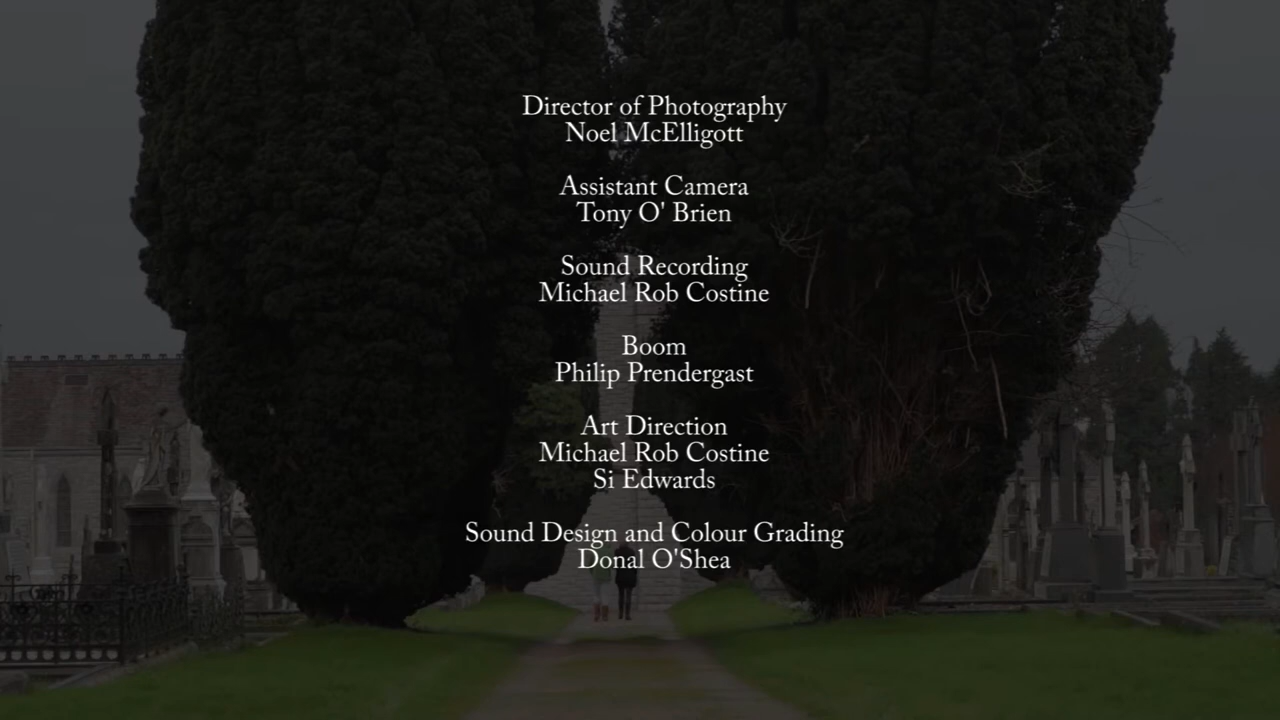 Director of Photography
Noel McElligott
Assistant Camera
Tony O' Brien
Sound Recording
Michael Rob Costine
Boom
Philip Prendergast
Art Direction
Michael Rob Costine
Si Edwards
Sound Design and Colour Grading
Donal O'Shea